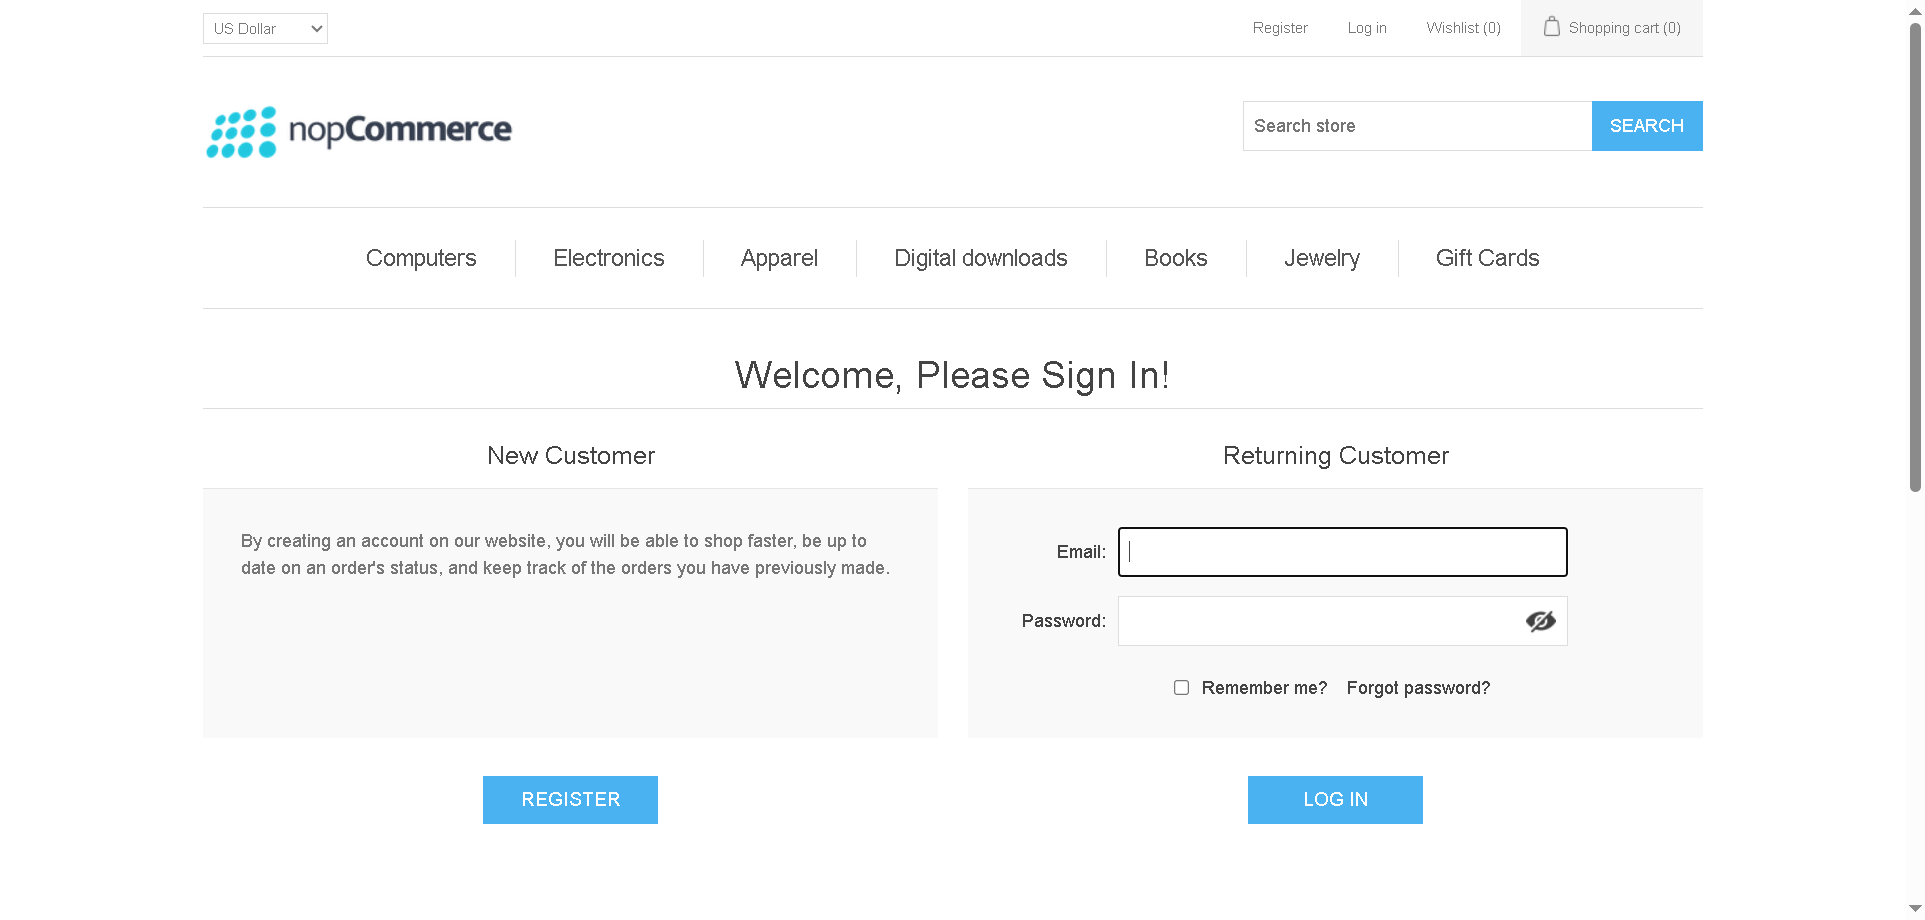 US Dollar
Register
Log in
Wishlist (0)
Shopping cart (0)
nopCommerce
Search store
SEARCH
Computers
Electronics
Apparel
Digital downloads
Books
Jewelry
Gift Cards
Welcome, Please Sign In!
New Customer
By creating an account on our website, you will be able to shop faster, be up to
date on an order's status, and keep track of the orders you have previously made.
REGISTER
Returning Customer
Email:
Password:
Remember me?
Forgot password?
LOG IN